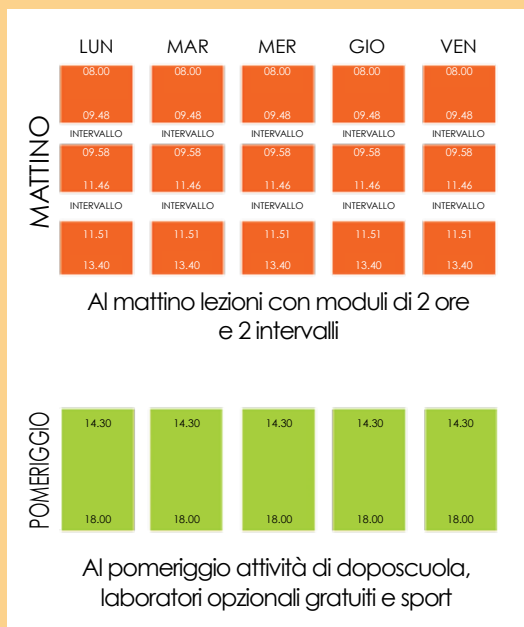 LUN MAR MER GIO VEN
MATTINO
08.00 08.00 08.00 08.00 08.00
09.48 09.48 09.48 09.48 09.48
INTERVALLO INTERVALLO INTERVALLO INTERVALLO INTERVALLO
09.58 09.58 09.58 09.58 09.58
11.46 11.46 11.46 11.46 11.46
INTERVALLO INTERVALLO INTERVALLO INTERVALLO INTERVALLO
11.51 11.51 11.51 11.51 11.51
13.40 13.40 13.40 13.40 13.40
Al mattino lezioni con moduli di 2 ore
e 2 intervalli
POMERIGGIO
14.30 14.30 14.30 14.30 14.30
18.00 18.00 18.00 18.00 18.00
Al pomeriggio attività di doposcuola,
laboratori opzionali gratuiti e sport